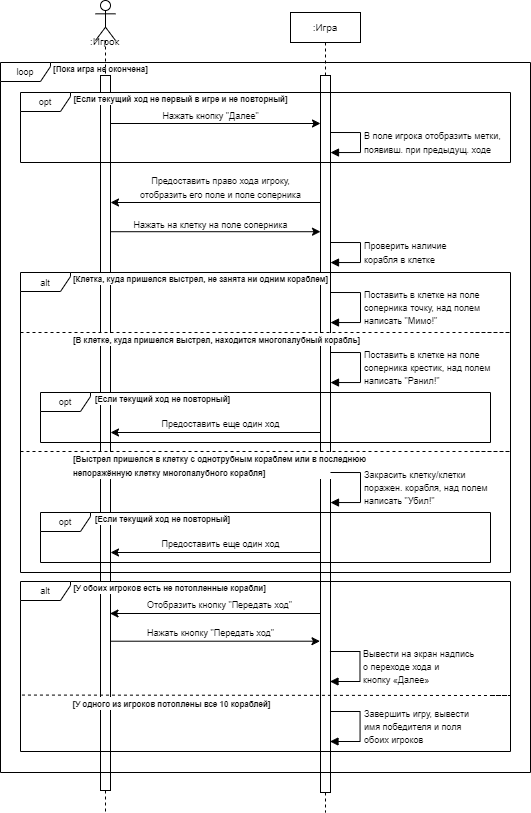 :Игрок
:Игра
loop
[Пока игра не окончена]
opt
[Если текущий ход не первый в игре и не повторный]
Нажать кнопку "Далее"
В поле игрока отобразить метки,
появивш. при предыдущ. ходе
Предоставить право хода игроку,
отобразить его поле и поле соперника
Нажать на клетку на поле соперника
Проверить наличие
корабля в клетке
alt
[Клетка, куда пришелся выстрел, не занята ни одним кораблем]
Поставить в клетке на поле
соперника точку, над полем
написать "Мимо!"
[В клетке, куда пришелся выстрел, находится многопалубный корабль]
Поставить в клетке на поле
соперника крестик, над полем
написать "Ранил!"
opt
[Если текущий ход не повторный]
Предоставить еще один ход
[Выстрел пришелся в клетку с однотрубным кораблем или в последнюю
непоражённую клетку многопалубного корабля]
Закрасить клетку/клетки
поражен. корабля, над полем
написать "Убил!"
opt
[Если текущий ход не повторный]
Предоставить еще один ход
alt
[У обоих игроков есть не потопленные корабли]
Отобразить кнопку "Передать ход"
Нажать кнопку "Передать ход"
Вывести на экран надпись
о переходе хода и
кнопку «Далее»
[У одного из игроков потоплены все 10 кораблей]
Завершить игру, вывести
имя победителя и поля
обоих игроков